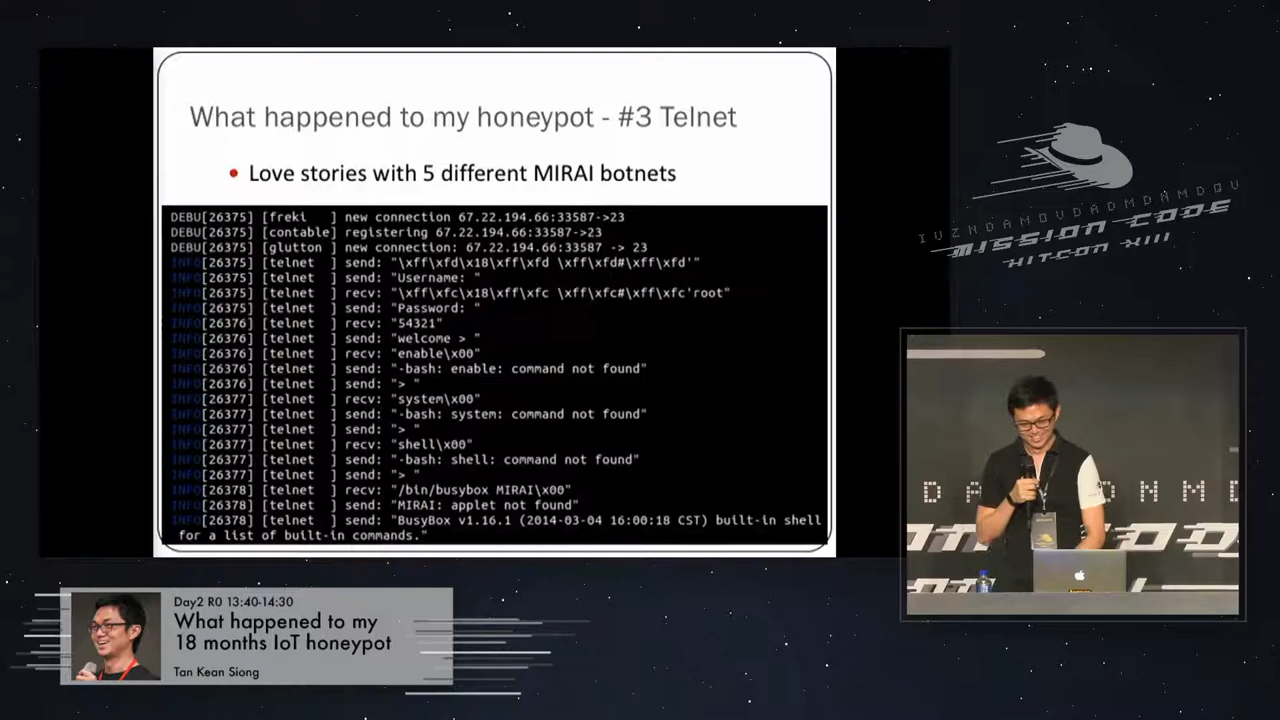 What happened to my honeypot - #3 Telnet
• Love stories with 5 different MIRAI botnets
DEBU[26375] [freki   ] new connection 67.22.194.66:33587->23
DEBU[26375] [contable] registering 67.22.194.66:33587->23
DEBU[26375] [glutton ] new connection: 67.22.194.66:33587 -> 23
INFO[26375] [telnet  ] send: "\xff\xfd\x18\xff\xfd \xff\xfd#\xff\xfd'"
INFO[26375] [telnet  ] send: "Username: "
INFO[26375] [telnet  ] recv: "\xff\xfc\x18\xff\xfc \xff\xfc#\xff\xfc'root"
INFO[26375] [telnet  ] send: "Password: "
INFO[26376] [telnet  ] recv: "54321"
INFO[26376] [telnet  ] send: "welcome > "
INFO[26376] [telnet  ] recv: "enable\x00"
INFO[26376] [telnet  ] send: "-bash: enable: command not found"
INFO[26376] [telnet  ] send: "> "
INFO[26377] [telnet  ] recv: "system\x00"
INFO[26377] [telnet  ] send: "-bash: system: command not found"
INFO[26377] [telnet  ] send: "> "
INFO[26377] [telnet  ] recv: "shell\x00"
INFO[26377] [telnet  ] send: "-bash: shell: command not found"
INFO[26377] [telnet  ] send: "> "
INFO[26378] [telnet  ] recv: "/bin/busybox MIRAI\x00"
INFO[26378] [telnet  ] send: "MIRAI: applet not found"
INFO[26378] [telnet  ] send: "BusyBox v1.16.1 (2014-03-04 16:00:18 CST) built-in shell
for a list of built-in commands."
IVZNDAMOVDADMDAMDQV
MISSION CODE
HITCON XIII
Day2 R0 13:40-14:30
What happened to my
18 months IoT honeypot
Tan Kean Siong